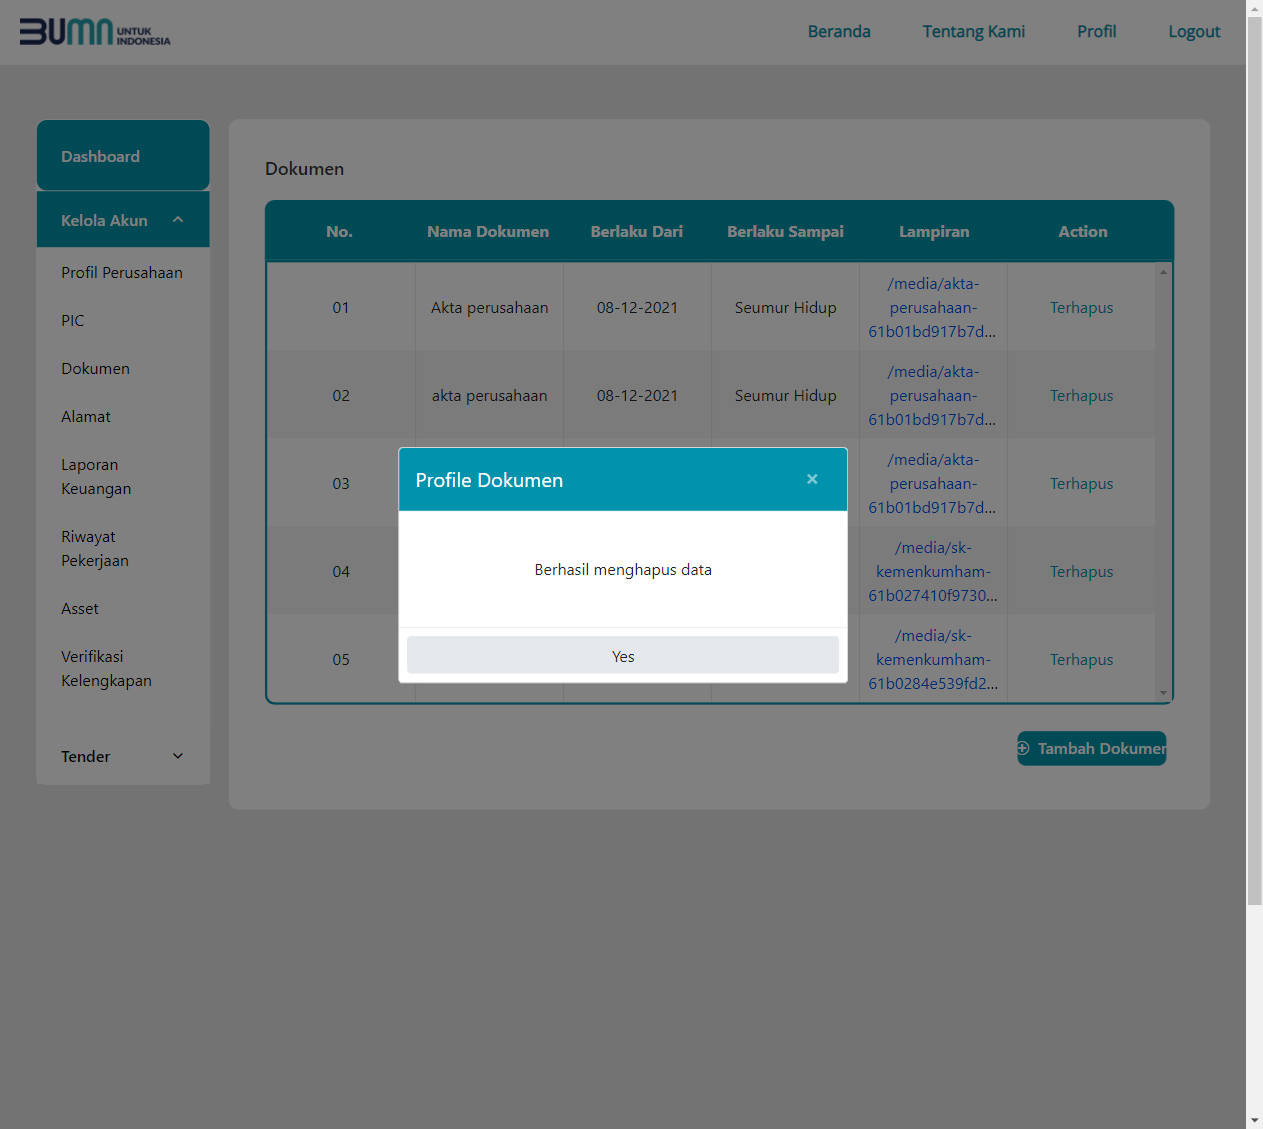 BUMN UNTUK INDONESIA
Beranda Tentang Kami Profil Logout
Dashboard
Kelola Akun
Profil Perusahaan
PIC
Dokumen
Alamat
Laporan
Keuangan
Riwayat
Pekerjaan
Asset
Verifikasi
Kelengkapan
Tender
Dokumen
No. Nama Dokumen Berlaku Dari Berlaku Sampai Lampiran Action
01 Akta perusahaan 08-12-2021 Seumur Hidup /media/akta-
perusahaan-
61b01bd917b7d... Terhapus
02 akta perusahaan 08-12-2021 Seumur Hidup /media/akta-
perusahaan-
61b01bd917b7d... Terhapus
03 /media/akta-
perusahaan-
61b01bd917b7d... Terhapus
04 /media/sk-
kemenkumham-
61b027410f9730... Terhapus
05 /media/sk-
kemenkumham-
61b0284e539fd2... Terhapus
Profile Dokumen ×
Berhasil menghapus data
Yes
Tambah Dokumen